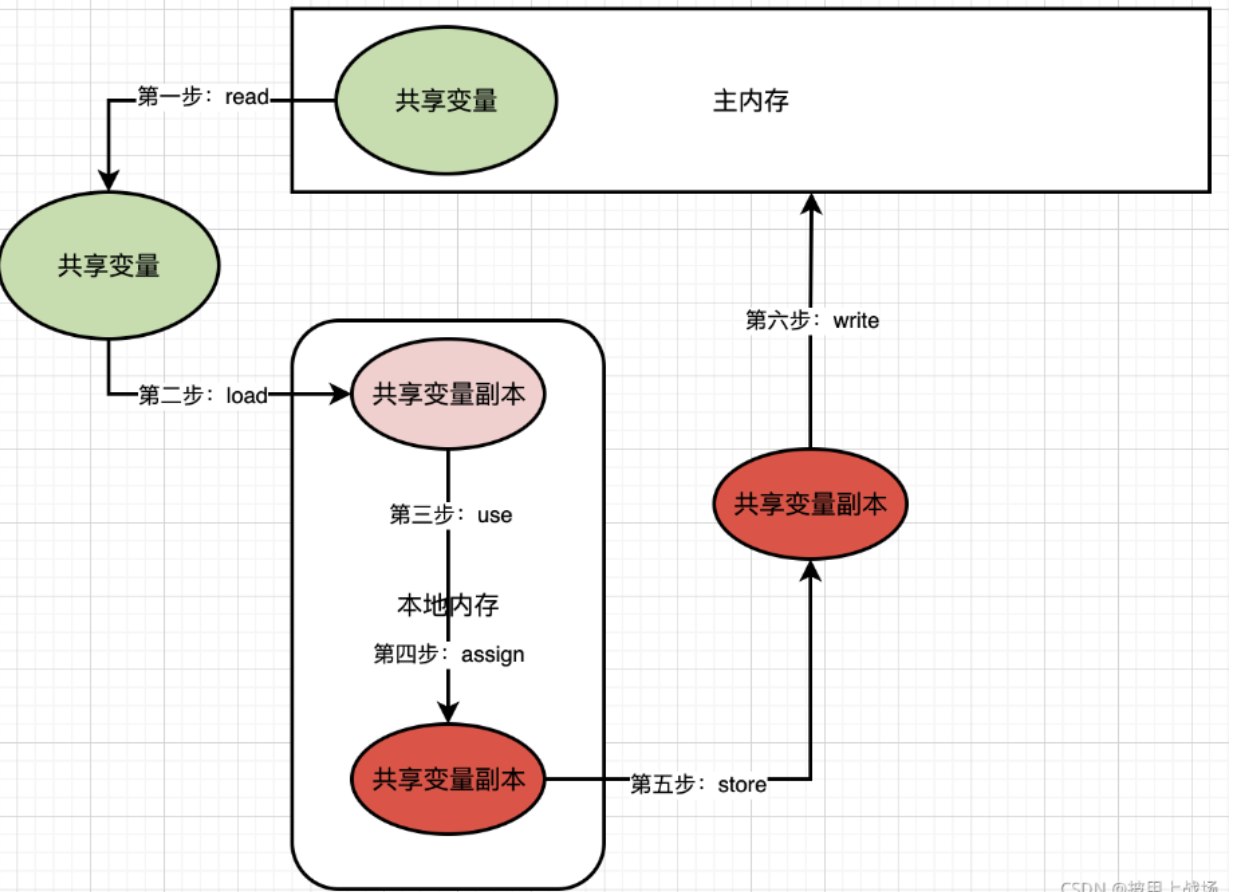 共享变量
主内存
第一步：read
共享变量
第二步：load
共享变量副本
第三步：use
本地内存
第四步：assign
共享变量副本
第五步：store
共享变量副本
第六步：write
CSDN @披甲上战场